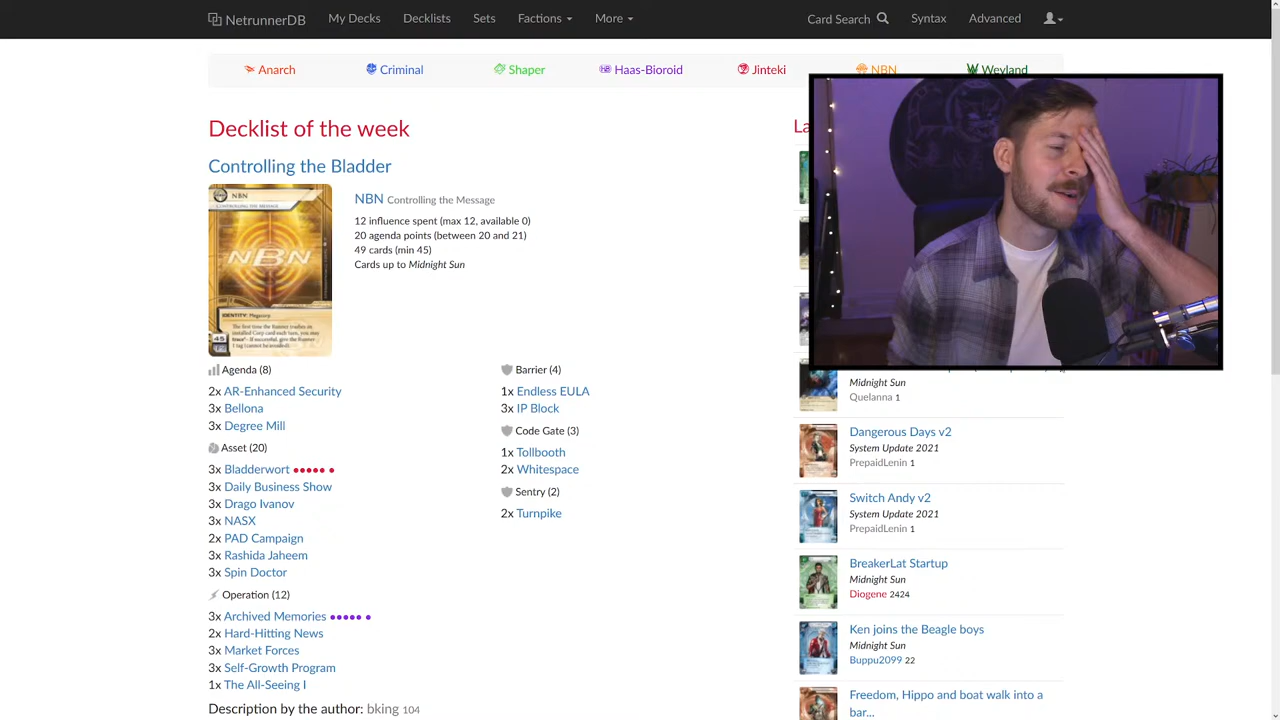 NetrunnerDB My Decks Decklists Sets Factions More Card Search Syntax Advanced
Anarch Criminal Shaper Haas-Bioroid Jinteki NBN Weyland
Decklist of the week
La
Controlling the Bladder
NBN
CONTROLLING THE MESSAGE
NBN
IDENTITY: Megacorp
45
NBN Controlling the Message
12 influence spent (max 12, available 0)
20 agenda points (between 20 and 21)
49 cards (min 45)
Cards up to Midnight Sun
Agenda (8)
2x AR-Enhanced Security
3x Bellona
3x Degree Mill
Asset (20)
3x Bladderwort
3x Daily Business Show
3x Drago Ivanov
3x NASX
2x PAD Campaign
3x Rashida Jaheem
3x Spin Doctor
Operation (12)
3x Archived Memories
2x Hard-Hitting News
3x Market Forces
3x Self-Growth Program
1x The All-Seeing I
Description by the author: bking 104
Barrier (4)
1x Endless EULA
3x IP Block
Code Gate (3)
1x Tollbooth
2x Whitespace
Sentry (2)
2x Turnpike
Midnight Sun
Quelanna 1
Dangerous Days v2
System Update 2021
PrepaidLenin 1
Switch Andy v2
System Update 2021
PrepaidLenin 1
BreakerLat Startup
Midnight Sun
Diogene 2424
Ken joins the Beagle boys
Midnight Sun
Buppu2099 22
Freedom, Hippo and boat walk into a
bar...